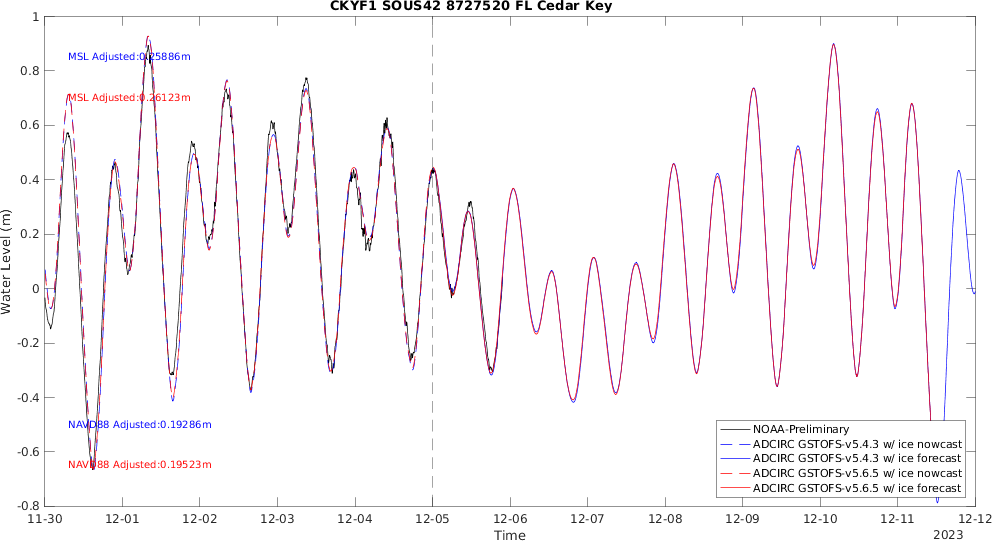 CKYF1 SOUS42 8727520 FL Cedar Key
1
0.8
0.6
0.4
0.2
0
-0.2
-0.4
-0.6
-0.8
Water Level (m)
MSL Adjusted:0.25886m
MSL Adjusted:0.26123m
NAVD88 Adjusted:0.19286m
NAVD88 Adjusted:0.19523m
NOAA-Preliminary
ADCIRC GSTOFS-v5.4.3 w/ ice nowcast
ADCIRC GSTOFS-v5.4.3 w/ ice forecast
ADCIRC GSTOFS-v5.6.5 w/ ice nowcast
ADCIRC GSTOFS-v5.6.5 w/ ice forecast
11-30 12-01 12-02 12-03 12-04 12-05 12-06 12-07 12-08 12-09 12-10 12-11 12-12
Time
2023